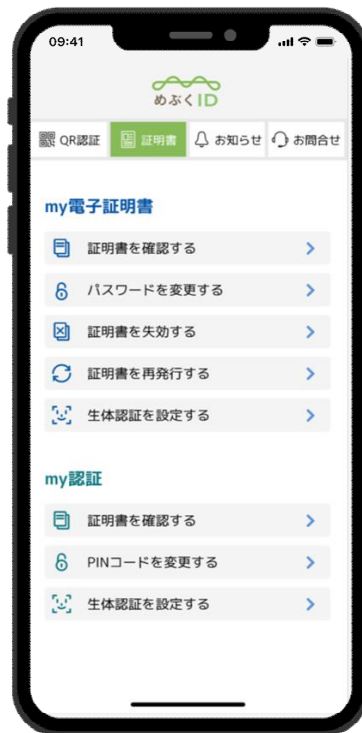 09:41
めぶくID
QR認証 証明書 お知らせ お問合せ
my電子証明書
証明書を確認する
パスワードを変更する
証明書を失効する
証明書を再発行する
生体認証を設定する
my認証
証明書を確認する
PINコードを変更する
生体認証を設定する